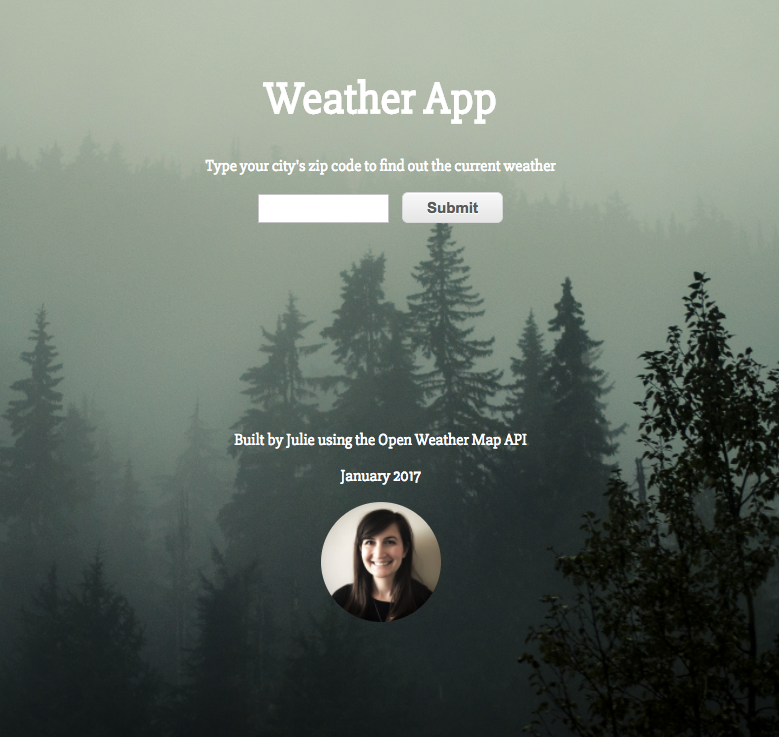 Weather App
Type your city's zip code to find out the current weather
Submit
Built by Julie using the Open Weather Map API
January 2017